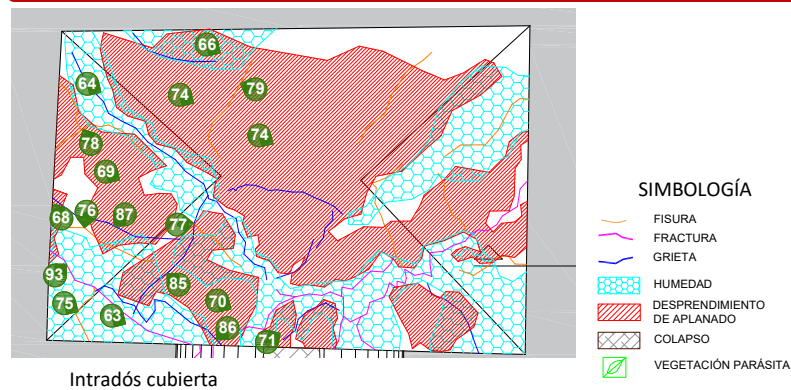 66
64
74
79
74
78
69
68
76
87
77
93
75
63
85
70
86
71
Intradós cubierta
SIMBOLOGÍA
FISURA
FRACTURA
GRIETA
HUMEDAD
DESPRENDIMIENTO
DE APLANADO
COLAPSO
VEGETACIÓN PARÁSITA